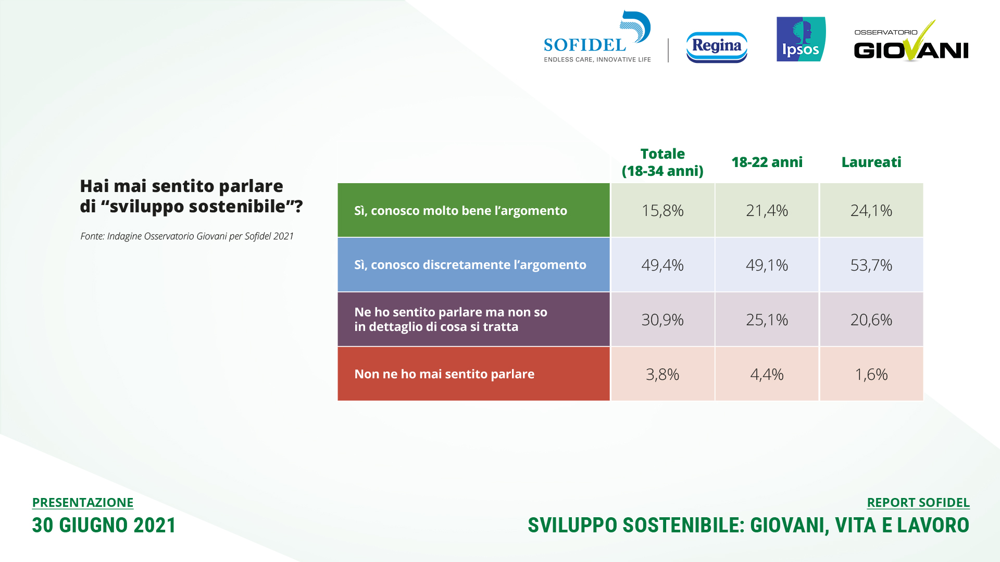 SOFIDEL
ENDLESS CARE, INNOVATIVE LIFE
Regina
Ipsos
OSSERVATORIO
GIOVANI
Hai mai sentito parlare
di “sviluppo sostenibile”?
Fonte: Indagine Osservatorio Giovani per Sofidel 2021
Totale
(18-34 anni)
18-22 anni
Laureati
Sì, conosco molto bene l’argomento
15,8%
21,4%
24,1%
Sì, conosco discretamente l’argomento
49,4%
49,1%
53,7%
Ne ho sentito parlare ma non so
in dettaglio di cosa si tratta
30,9%
25,1%
20,6%
Non ne ho mai sentito parlare
3,8%
4,4%
1,6%
PRESENTAZIONE
30 GIUGNO 2021
REPORT SOFIDEL
SVILUPPO SOSTENIBILE: GIOVANI, VITA E LAVORO